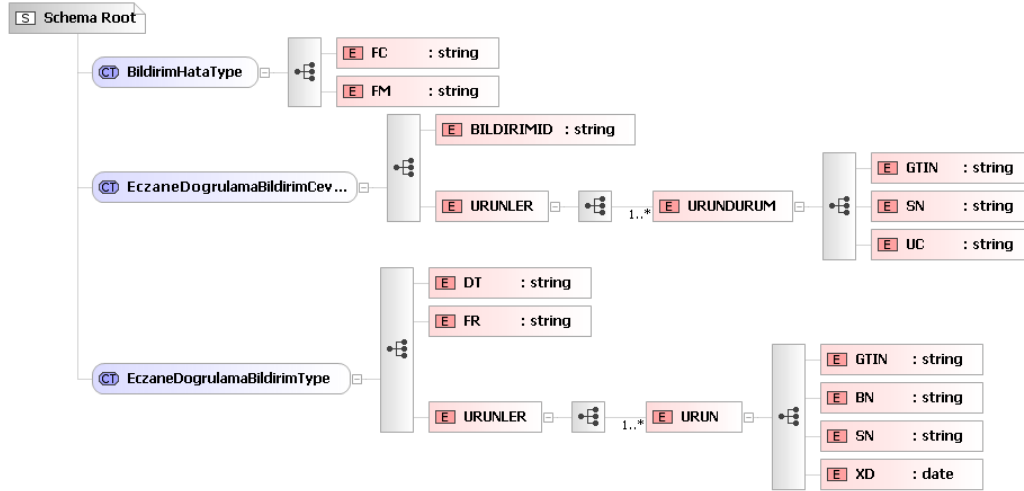 S Schema Root
CT BildirimHataType
E FC : string
E FM : string
E BILDIRIMID : string
CT EczaneDogrulamaBildirimCev...
E URUNLER
1..*
E URUNDURUM
E GTIN : string
E SN : string
E UC : string
E DT : string
E FR : string
CT EczaneDogrulamaBildirimType
E URUNLER
1..*
E URUN
E GTIN : string
E BN : string
E SN : string
E XD : date